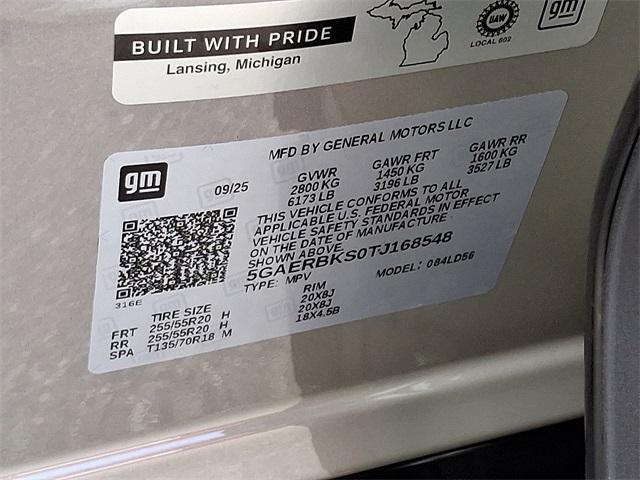 BUILT WITH PRIDE
Lansing, Michigan
UAW
LOCAL 602
gm
MFD BY GENERAL MOTORS LLC
gm
09/25
GVWR
2800 KG
6173 LB
GAWR FRT
1450 KG
3196 LB
GAWR RR
1600 KG
3527 LB
THIS VEHICLE CONFORMS TO ALL
APPLICABLE U.S. FEDERAL MOTOR
VEHICLE SAFETY STANDARDS IN EFFECT
ON THE DATE OF MANUFACTURE
SHOWN ABOVE.
5GAERBKS0TJ168548
TYPE: MPV
MODEL: 084LD56
316E
TIRE SIZE
RIM
FRT 255/55R20 H 20X8J
RR 255/55R20 H 20X8J
SPA T135/70R18 M 18X4.5B